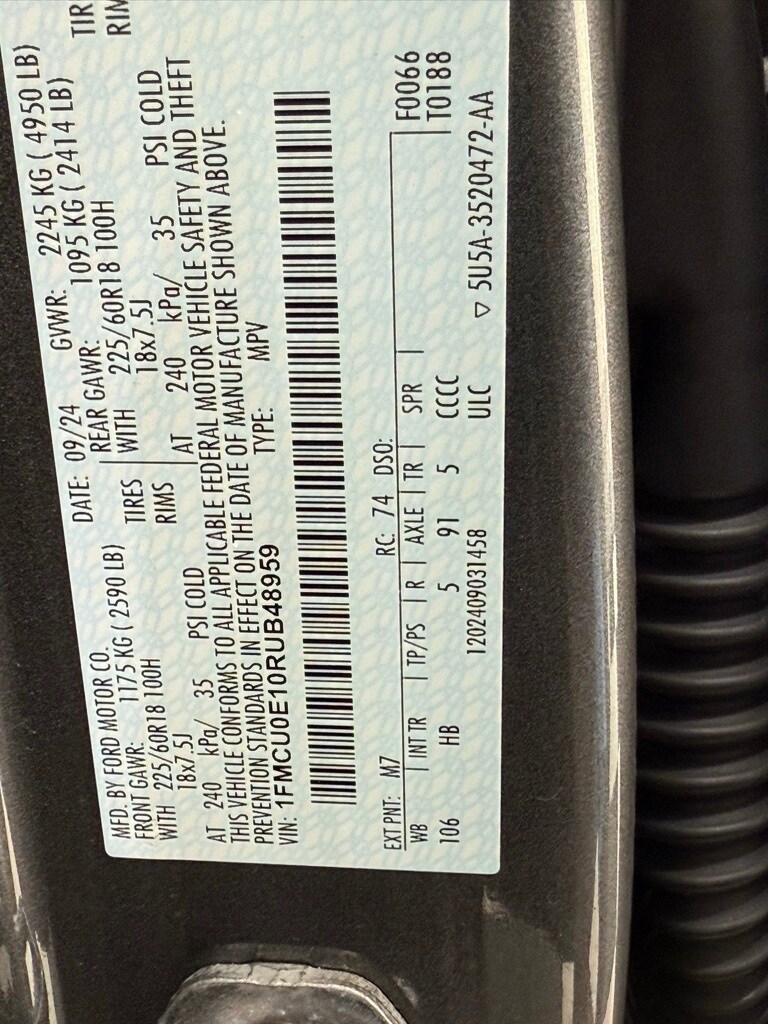 MFD. BY FORD MOTOR CO.
DATE: 09/24 GVWR: 2245 KG ( 4950 LB)
FRONT GAWR: 1175 KG ( 2590 LB) REAR GAWR: 1095 KG ( 2414 LB)
WITH 225/60R18 100H TIRES WITH 225/60R18 100H TIR
18x7.5J RIMS 18x7.5J RIM
AT 240 kPa/ 35 PSI COLD AT 240 kPa/ 35 PSI COLD
THIS VEHICLE CONFORMS TO ALL APPLICABLE FEDERAL MOTOR VEHICLE SAFETY AND THEFT
PREVENTION STANDARDS IN EFFECT ON THE DATE OF MANUFACTURE SHOWN ABOVE.
VIN: 1FMCU0E10RUB48959 TYPE: MPV
EXT PNT: M7 RC: 74 DSO: F0066
WB INT TR TP/PS R AXLE TR SPR T0188
106 HB 5 91 5 CCCC
1202409031458 ULC ▽ 5U5A-3520472-AA